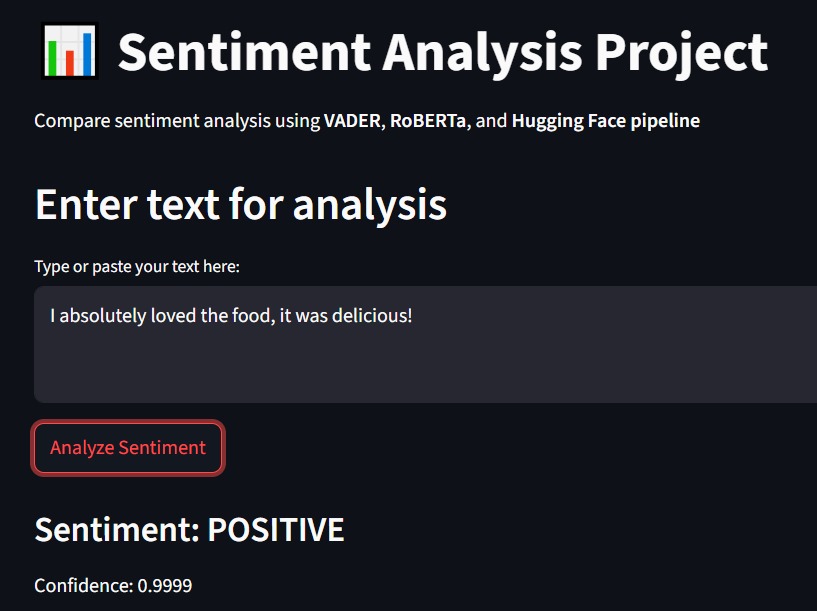 Sentiment Analysis Project
Compare sentiment analysis using VADER, RoBERTa, and Hugging Face pipeline
Enter text for analysis
Type or paste your text here:
I absolutely loved the food, it was delicious!
Analyze Sentiment
Sentiment: POSITIVE
Confidence: 0.9999